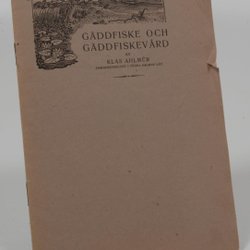 GÄDDFISKE OCH
GÄDDFISKEVÅRD
AV
KLAS AHLMÉR